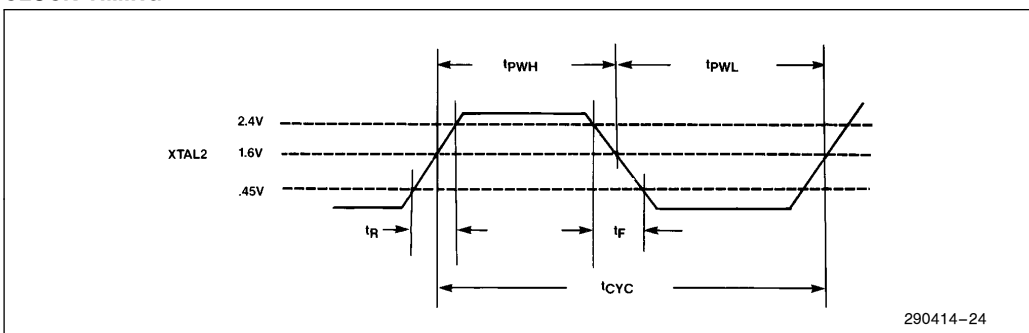 tPWH
tPWL
2.4V
XTAL2
1.6V
.45V
tR
tF
tCYC
290414–24